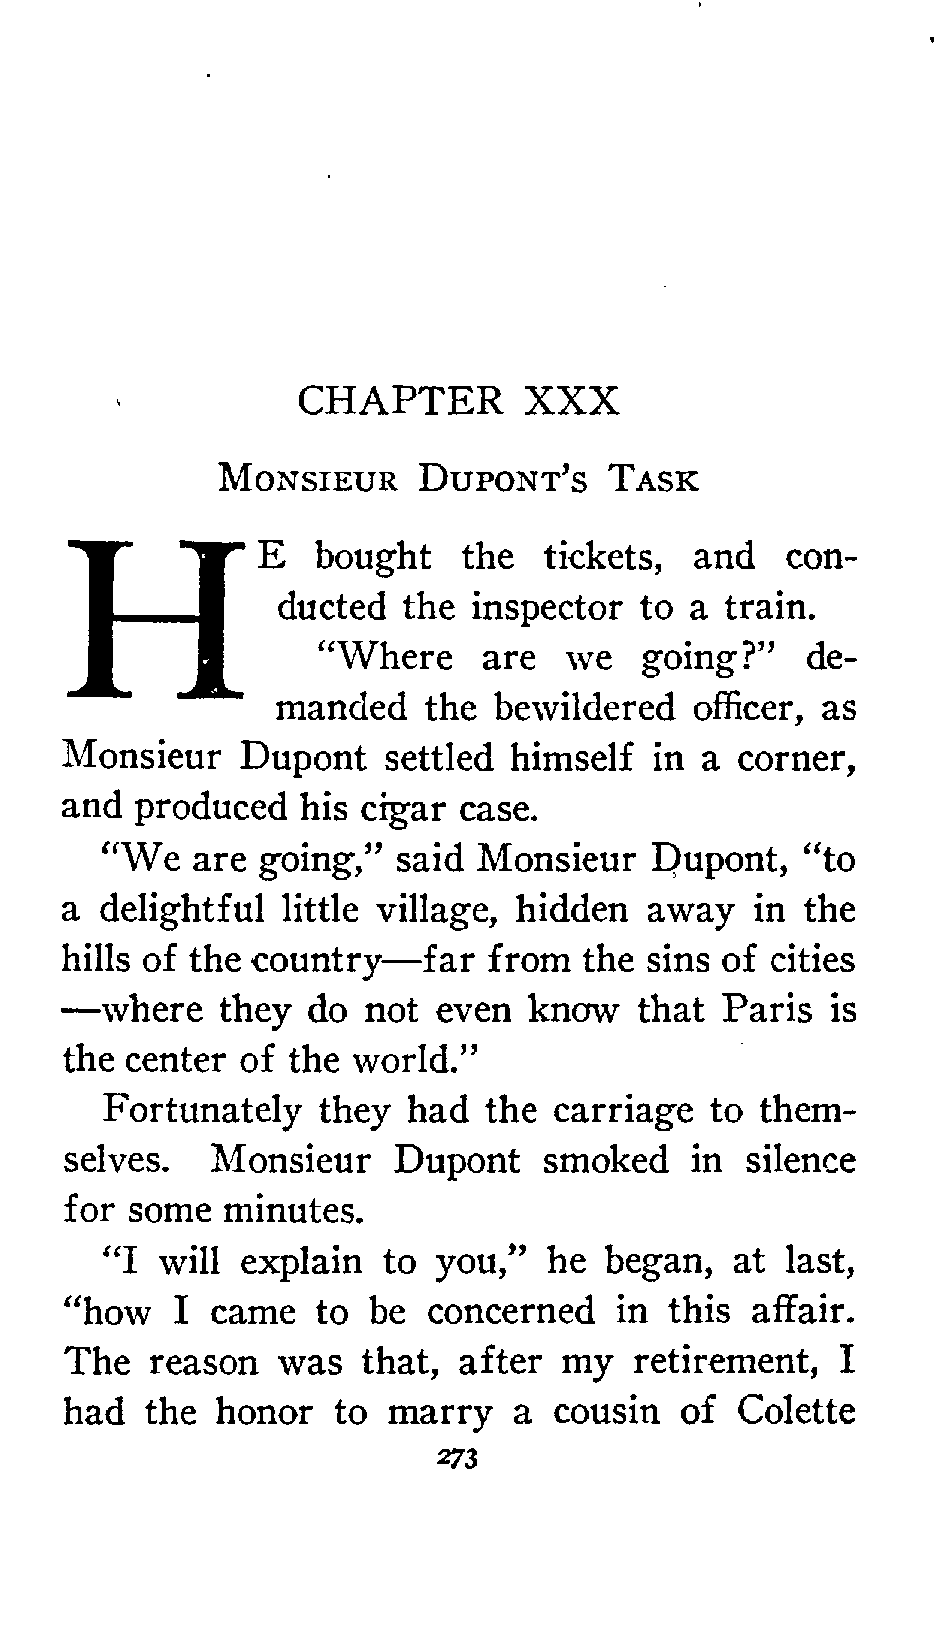 CHAPTER XXX
MONSIEUR DUPONT'S TASK
HE bought the tickets, and con-
ducted the inspector to a train.
"Where are we going?" de-
manded the bewildered officer, as
Monsieur Dupont settled himself in a corner,
and produced his cigar case.
"We are going," said Monsieur Dupont, "to
a delightful little village, hidden away in the
hills of the country—far from the sins of cities
—where they do not even know that Paris is
the center of the world."
Fortunately they had the carriage to them-
selves. Monsieur Dupont smoked in silence
for some minutes.
"I will explain to you," he began, at last,
"how I came to be concerned in this affair.
The reason was that, after my retirement, I
had the honor to marry a cousin of Colette
273